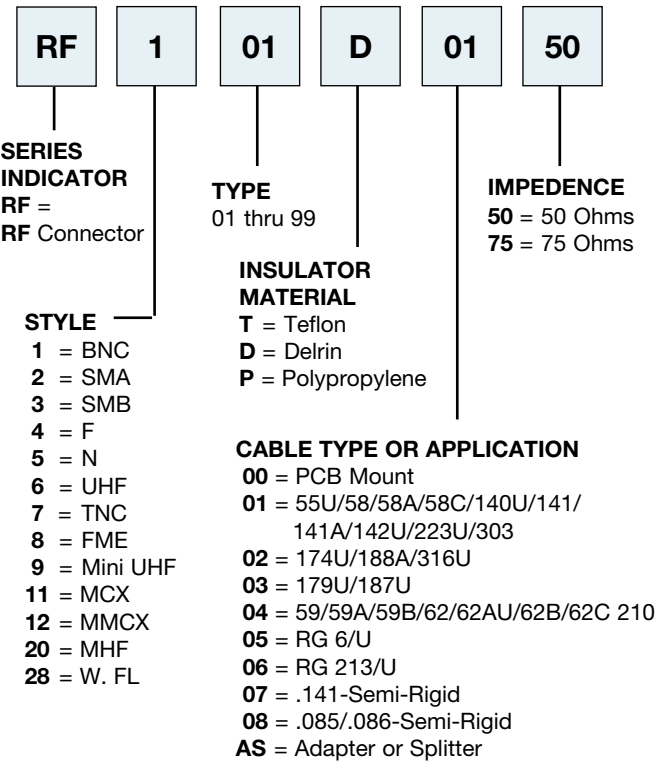 RF 1 01 D 01 50
SERIES
INDICATOR
RF =
RF Connector
TYPE
01 thru 99
IMPEDENCE
50 = 50 Ohms
75 = 75 Ohms
INSULATOR
MATERIAL
T = Teflon
D = Delrin
P = Polypropylene
STYLE
1 = BNC
2 = SMA
3 = SMB
4 = F
5 = N
6 = UHF
7 = TNC
8 = FME
9 = Mini UHF
11 = MCX
12 = MMCX
20 = MHF
28 = W. FL
CABLE TYPE OR APPLICATION
00 = PCB Mount
01 = 55U/58/58A/58C/140U/141/
141A/142U/223U/303
02 = 174U/188A/316U
03 = 179U/187U
04 = 59/59A/59B/62/62AU/62B/62C 210
05 = RG 6/U
06 = RG 213/U
07 = .141-Semi-Rigid
08 = .085/.086-Semi-Rigid
AS = Adapter or Splitter